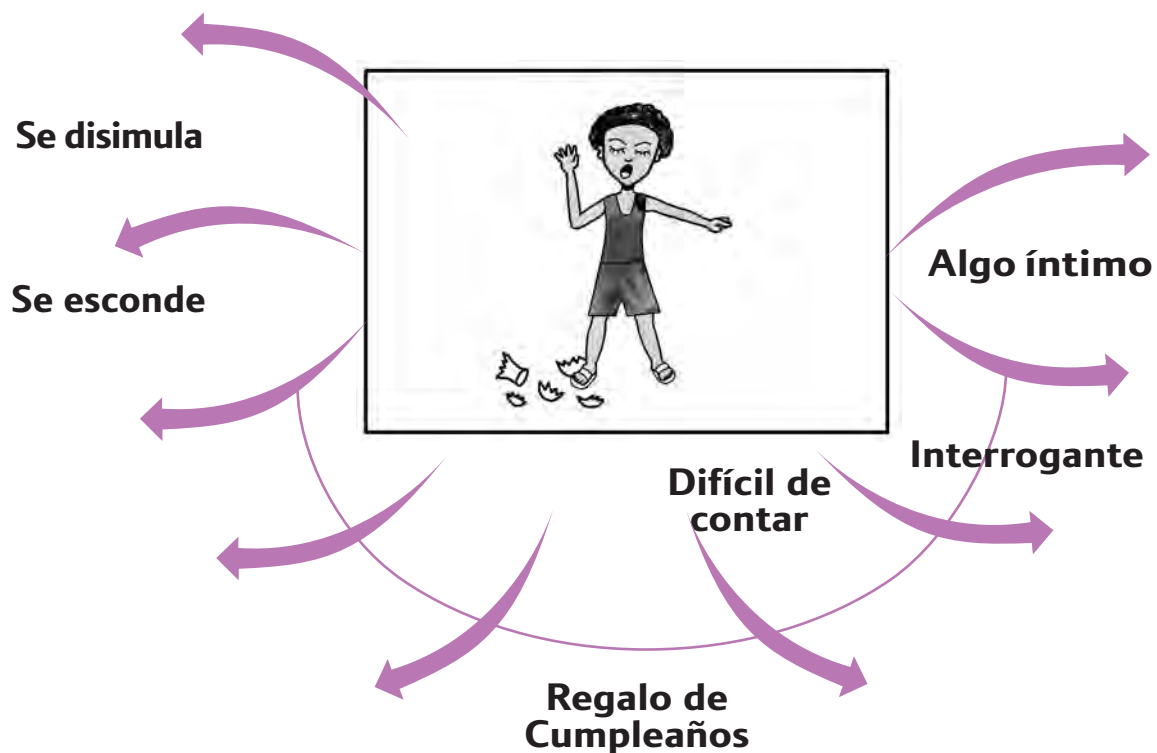 Se disimula
Algo íntimo
Se esconde
Interrogante
Difícil de
contar
Regalo de
Cumpleaños